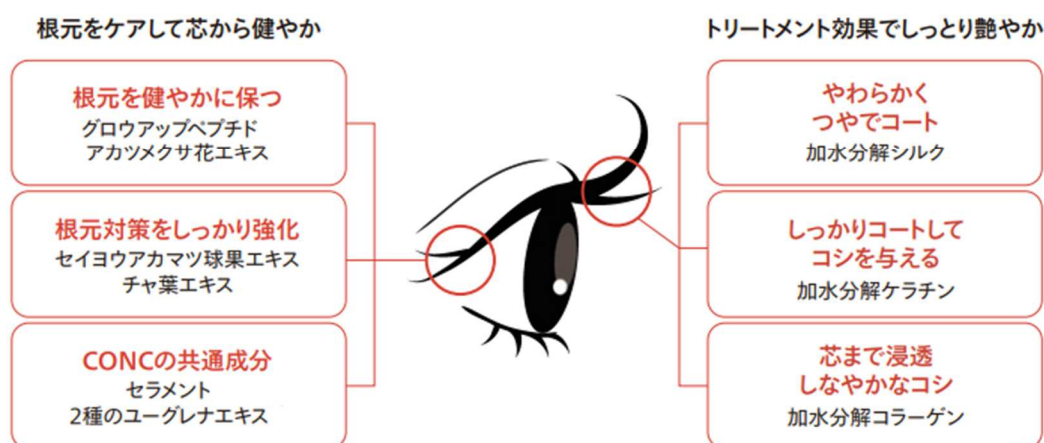 根元をケアして芯から健やか
根元を健やかに保つ
グロウアップペプチド
アカツメクサ花エキス
根元対策をしっかり強化
セイヨウアカマツ球果エキス
チャ葉エキス
CONCの共通成分
セラメント
2種のユーグレナエキス
トリートメント効果でしっとり艶やか
やわらかく
つやでコート
加水分解シルク
しっかりコートして
コシを与える
加水分解ケラチン
芯まで浸透
しなやかなコシ
加水分解コラーゲン